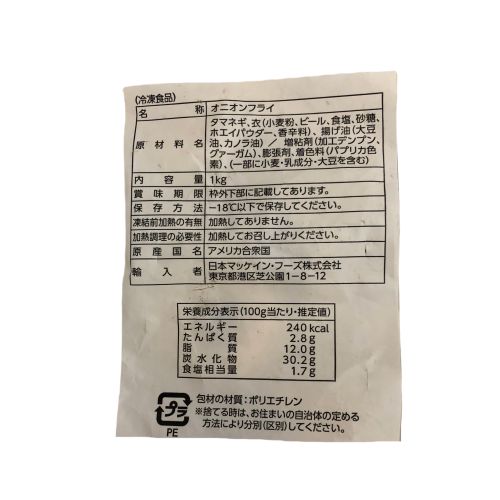 (冷凍食品)
名称 オニオンフライ
原材料名 タマネギ、衣(小麦粉、ビール、食塩、砂糖、
ホエイパウダー、香辛料)、揚げ油(大豆
油、カノラ油) ／ 増粘剤(加工デンプン、
グァーガム)、膨張剤、着色料(パプリカ色
素)、(一部に小麦・乳成分・大豆を含む)
内容量 1kg
賞味期限 枠外下部に記載してあります。
保存方法 −18℃以下で保存してください。
凍結前加熱の有無 加熱してありません。
加熱調理の必要性 加熱してお召し上がりください。
原産国名 アメリカ合衆国
輸入者 日本マッケイン・フーズ株式会社
東京都港区芝公園1−8−12
栄養成分表示(100g当たり・推定値)
エネルギー 240kcal
たんぱく質 2.8g
脂質 12.0g
炭水化物 30.2g
食塩相当量 1.7g
プラ
PE
包材の材質：ポリエチレン
※捨てる時は、お住まいの自治体の定める
方法により分別(区別)してください。